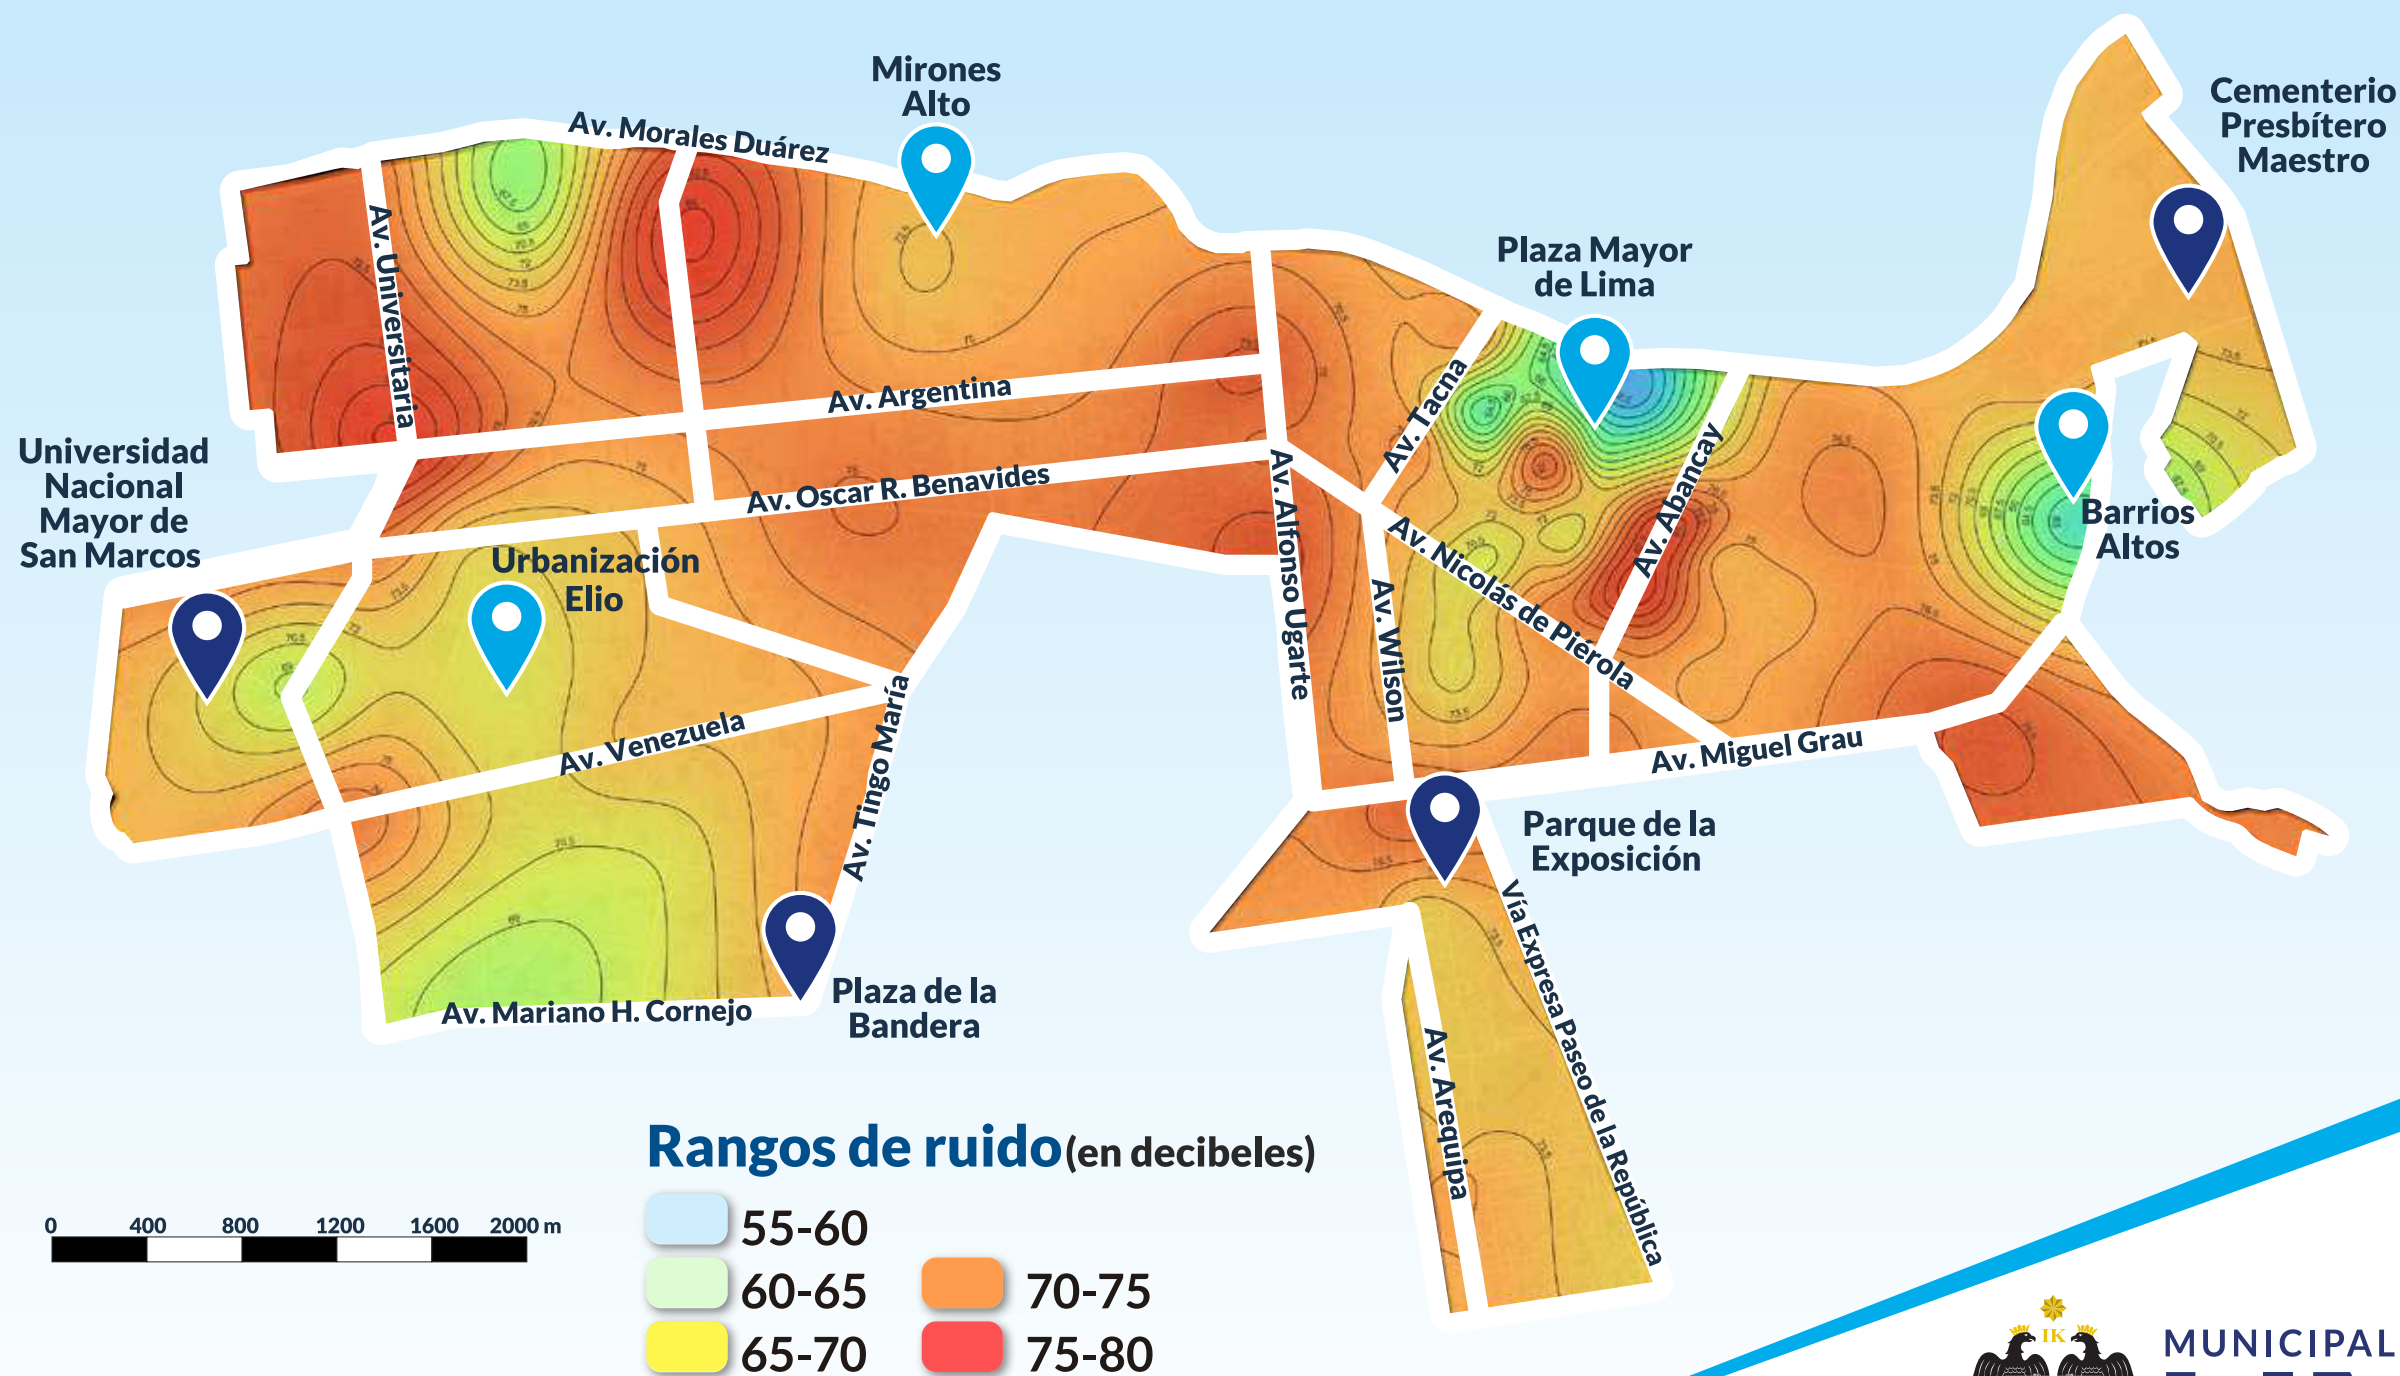 Mirones
Alto
Cementerio
Presbítero
Maestro
Av. Morales Duárez
Plaza Mayor
de Lima
Av. Universitaria
Av. Argentina
Av. Tacna
Universidad
Nacional
Mayor de
San Marcos
Av. Oscar R. Benavides
Av. Alfonso Ugarte
Av. Abancay
Barrios
Altos
Urbanización
Elio
Av. Nicolás de Piérola
Av. Wilson
Av. Venezuela
Av. Tingo María
Av. Miguel Grau
Parque de la
Exposición
Vía Expresa Paseo de la República
Plaza de la
Bandera
Av. Mariano H. Cornejo
Av. Arequipa
Rangos de ruido (en decibeles)
55-60
60-65
65-70
70-75
75-80
0 400 800 1200 1600 2000 m
IK
MUNICIPAL